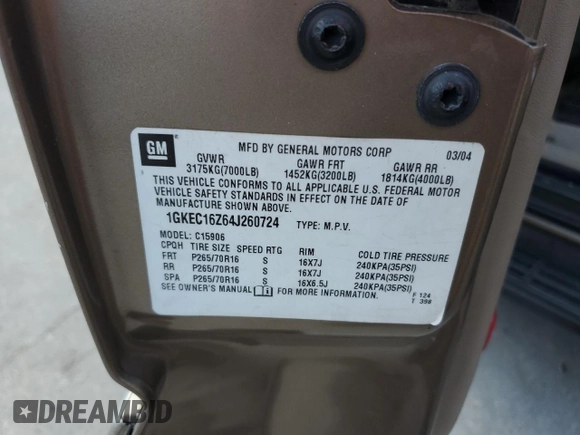 GM
MFD BY GENERAL MOTORS CORP 03/04
GVWR GAWR FRT GAWR RR
3175KG(7000LB) 1452KG(3200LB) 1814KG(4000LB)
THIS VEHICLE CONFORMS TO ALL APPLICABLE U.S. FEDERAL MOTOR
VEHICLE SAFETY STANDARDS IN EFFECT ON THE DATE OF
MANUFACTURE SHOWN ABOVE.
1GKEC16Z64J260724 TYPE: M.P.V.
MODEL: C15906
CPQH TIRE SIZE SPEED RTG RIM COLD TIRE PRESSURE
FRT P265/70R16 S 16X7J 240KPA(35PSI)
RR P265/70R16 S 16X7J 240KPA(35PSI)
SPA P265/70R16 S 16X6.5J 240KPA(35PSI)
SEE OWNER'S MANUAL FOR MORE INFORMATION.
F 124
T 398
DREAMBID